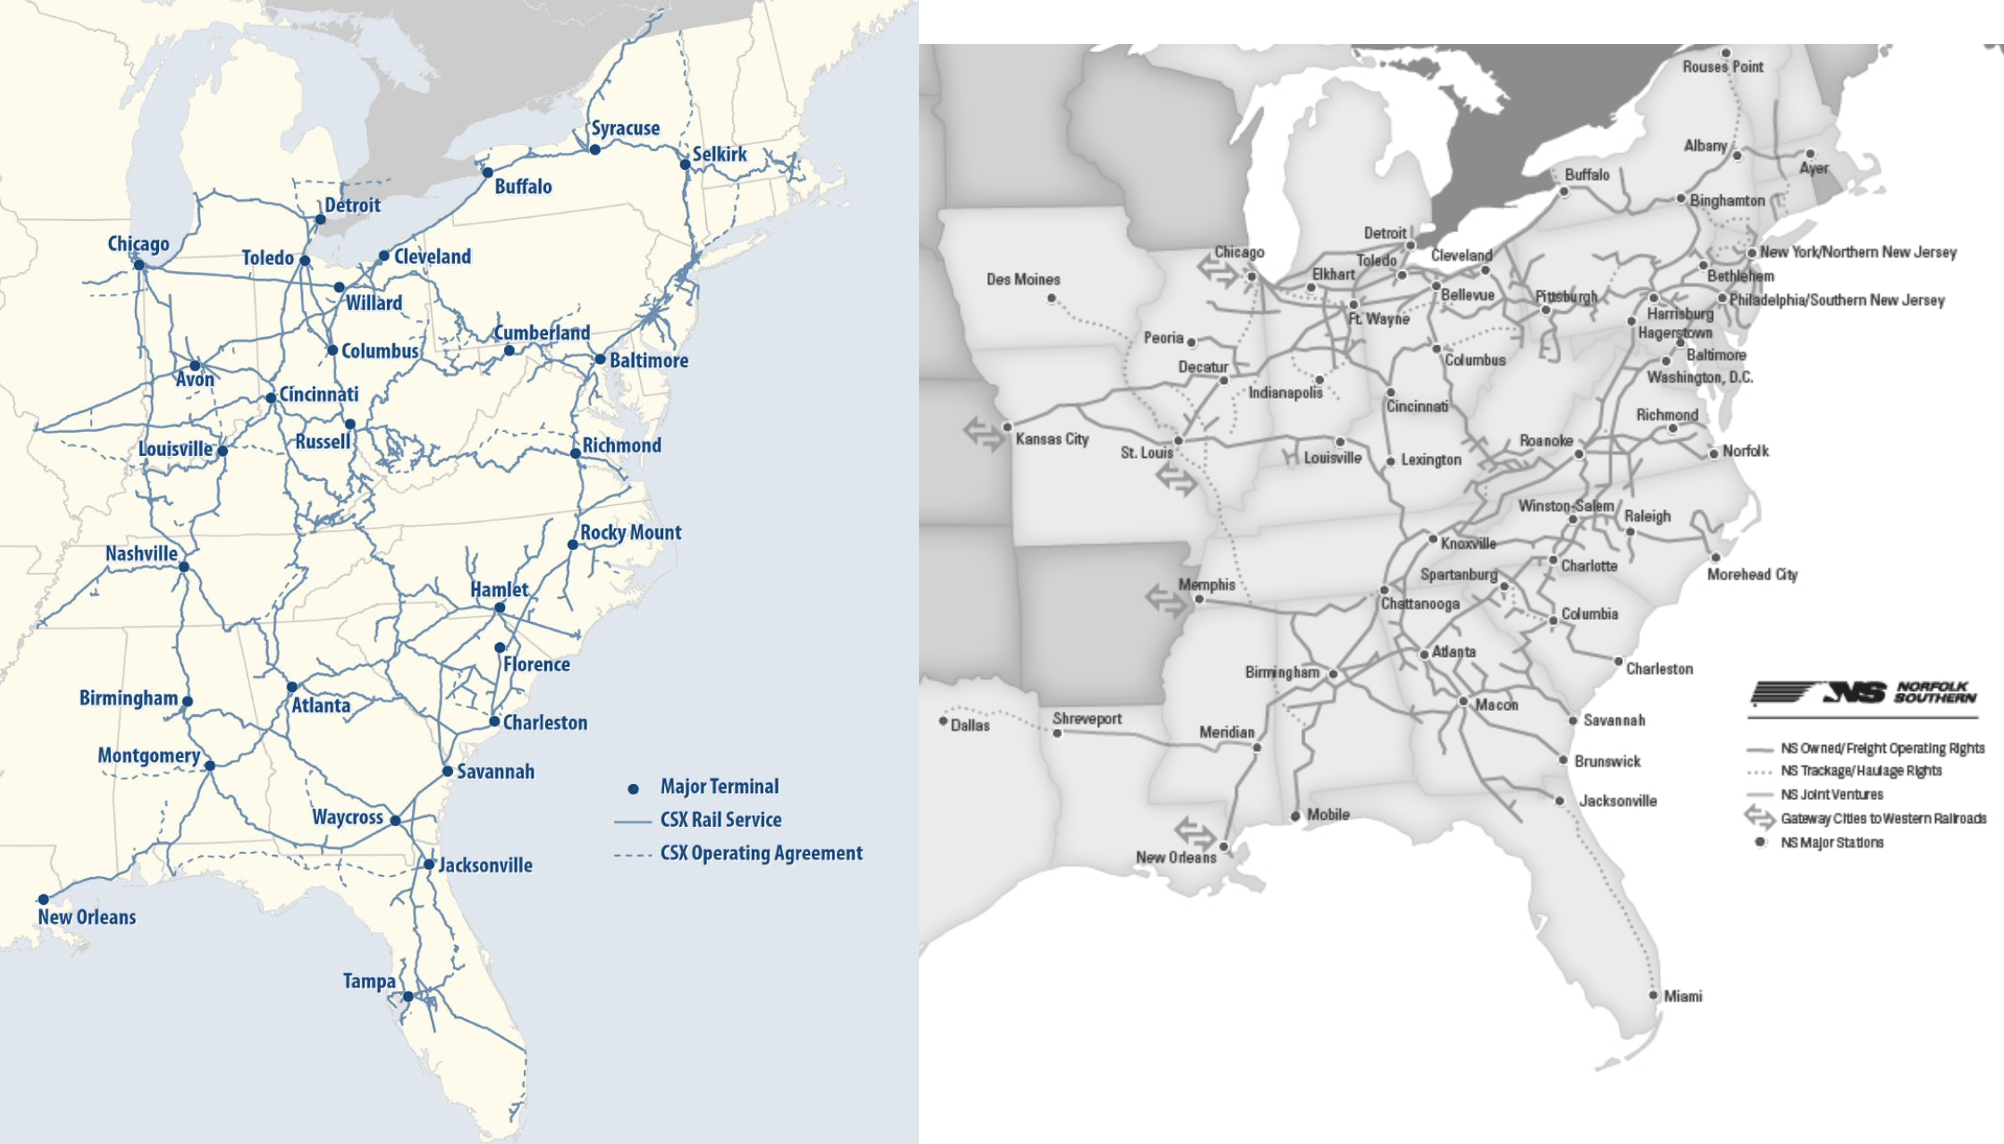 Syracuse
Selkirk
Buffalo
Detroit
Chicago
Toledo
Cleveland
Willard
Cumberland
Columbus
Baltimore
Avon
Cincinnati
Russell
Louisville
Richmond
Rocky Mount
Nashville
Hamlet
Florence
Birmingham
Atlanta
Charleston
Montgomery
Savannah
Major Terminal
Waycross
CSX Rail Service
CSX Operating Agreement
Jacksonville
New Orleans
Tampa
Rouses Point
Albany
Ayer
Buffalo
Binghamton
Detroit
Chicago
Cleveland
New York/Northern New Jersey
Toledo
Elkhart
Bethlehem
Des Moines
Bellevue
Pittsburgh
Philadelphia/Southern New Jersey
Ft. Wayne
Harrisburg
Hagerstown
Peoria
Baltimore
Columbus
Decatur
Washington, D.C.
Indianapolis
Cincinnati
Richmond
Kansas City
Roanoke
St. Louis
Louisville
Lexington
Norfolk
Winston-Salem
Raleigh
Knoxville
Charlotte
Spartanburg
Morehead City
Memphis
Chattanooga
Columbia
Atlanta
Birmingham
Charleston
NS NORFOLK
SOUTHERN
Macon
Dallas
Shreveport
Savannah
Meridian
NS Owned/Freight Operating Rights
Brunswick
NS Trackage/Haulage Rights
NS Joint Ventures
Jacksonville
Mobile
Gateway Cities to Western Railroads
NS Major Stations
New Orleans
Miami